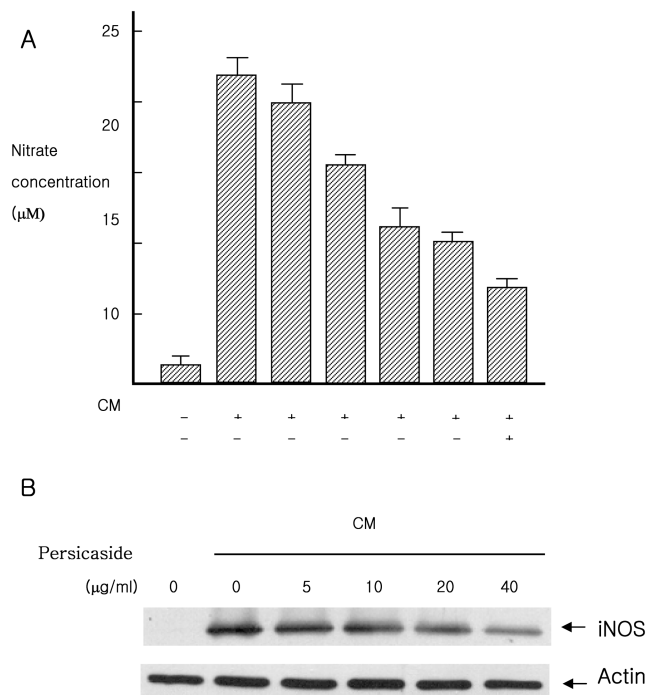 A
25
20
Nitrate
concentration
(μM)
15
10
CM
− + + + + + +
− − − − − − +
B
CM
Persicaside
(μg/ml) 0 0 5 10 20 40
iNOS
Actin